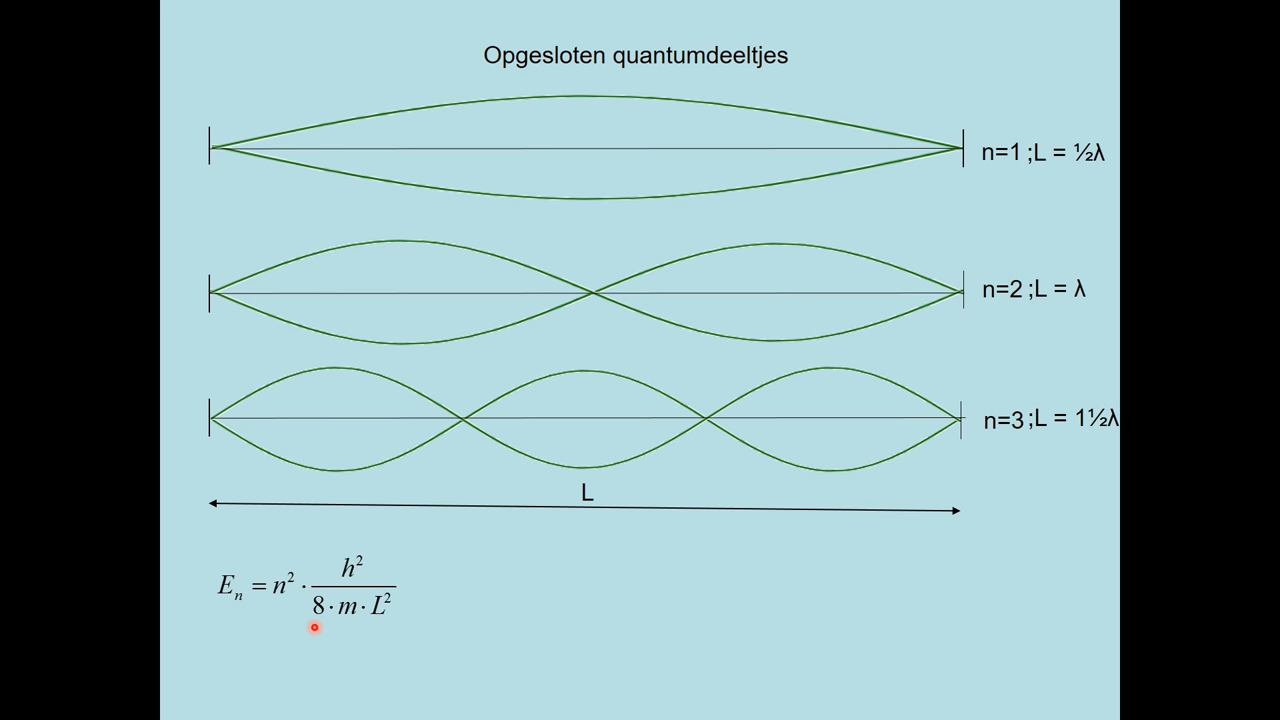 Opgesloten quantumdeeltjes
n=1 ;L = ½λ
n=2 ;L = λ
n=3 ;L = 1½λ
L
Eₙ = n² · h² / (8 · m · L²)